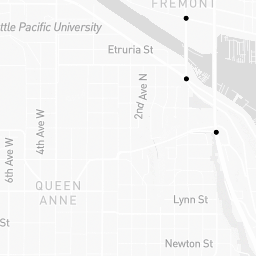 FREMONT
ttle Pacific University
Etruria St
2nd Ave N
4th Ave W
6th Ave W
QUEEN
ANNE
Lynn St
St
Newton St